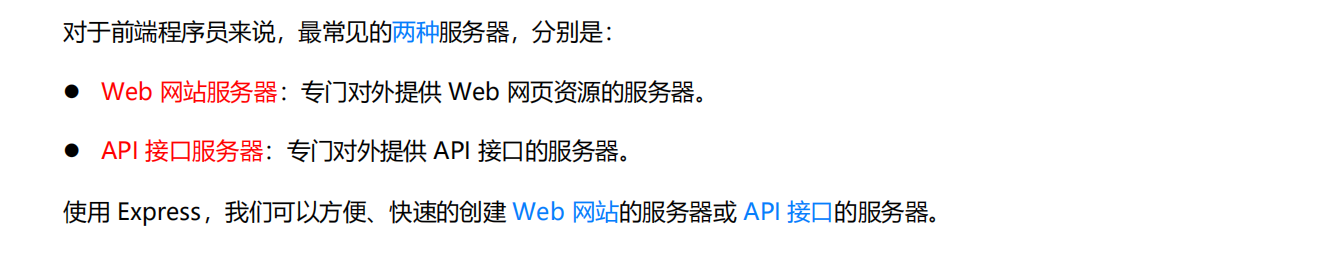 对于前端程序员来说，最常见的两种服务器，分别是：
● Web 网站服务器：专门对外提供 Web 网页资源的服务器。
● API 接口服务器：专门对外提供 API 接口的服务器。
使用 Express，我们可以方便、快速的创建 Web 网站的服务器或 API 接口的服务器。